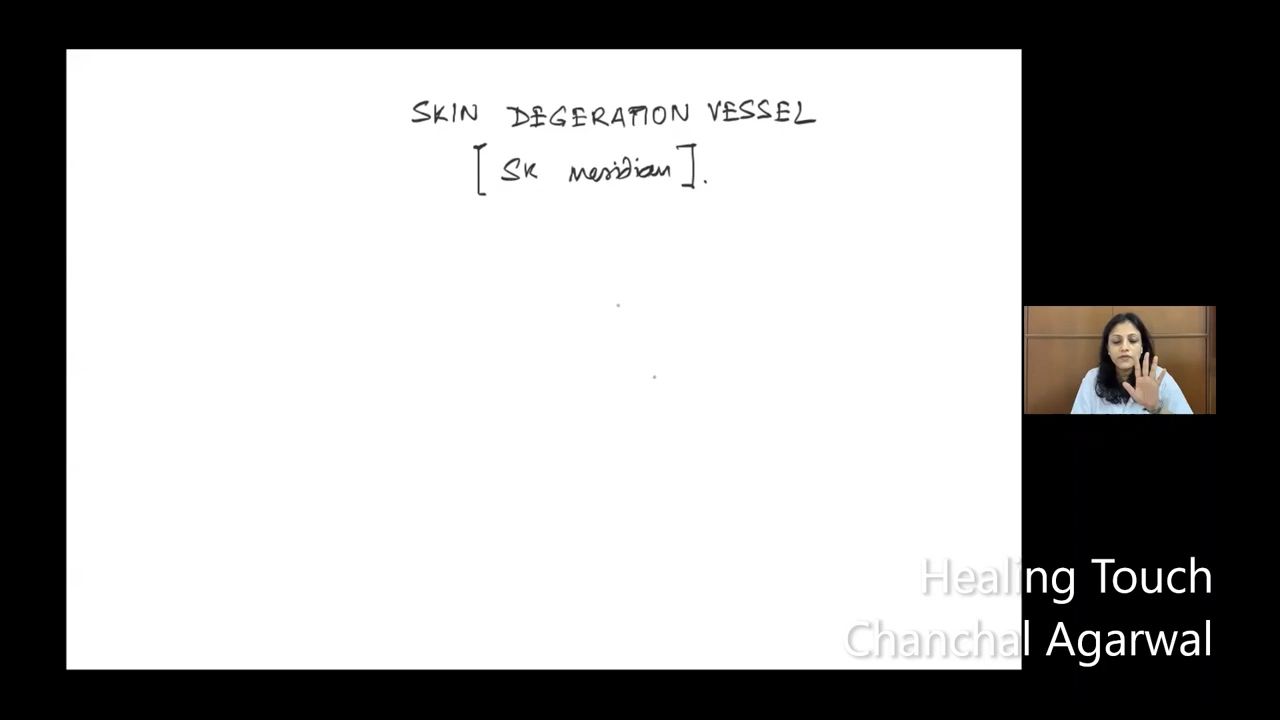 SKIN DEGERATION VESSEL
[SK meridian].
Healing Touch
Chanchal Agarwal